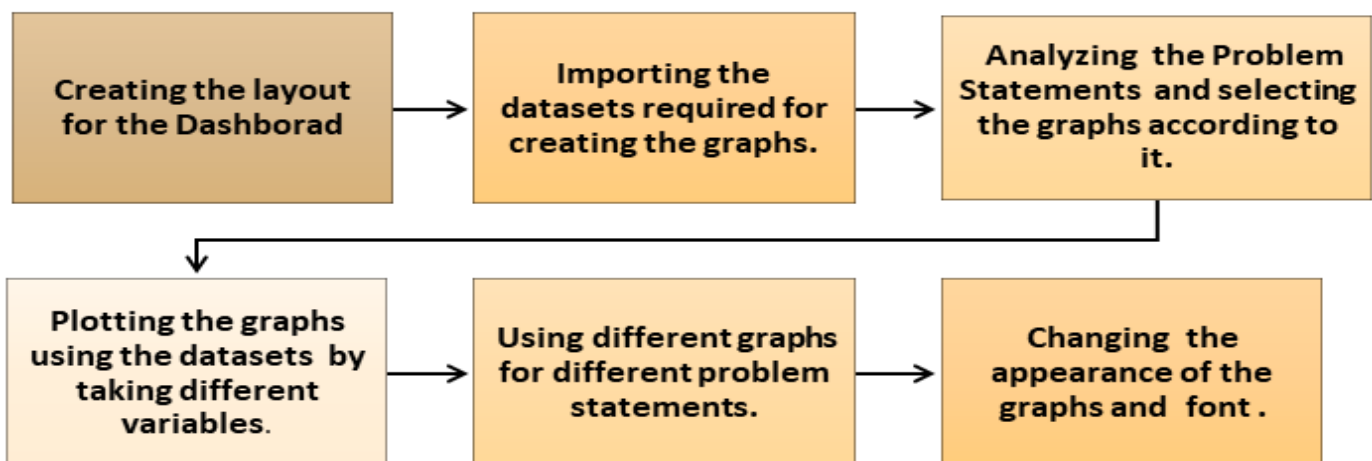 Creating the layout
for the Dashborad
Importing the
datasets required for
creating the graphs.
Analyzing the Problem
Statements and selecting
the graphs according to
it.
Plotting the graphs
using the datasets by
taking different
variables.
Using different graphs
for different problem
statements.
Changing the
appearance of the
graphs and font .